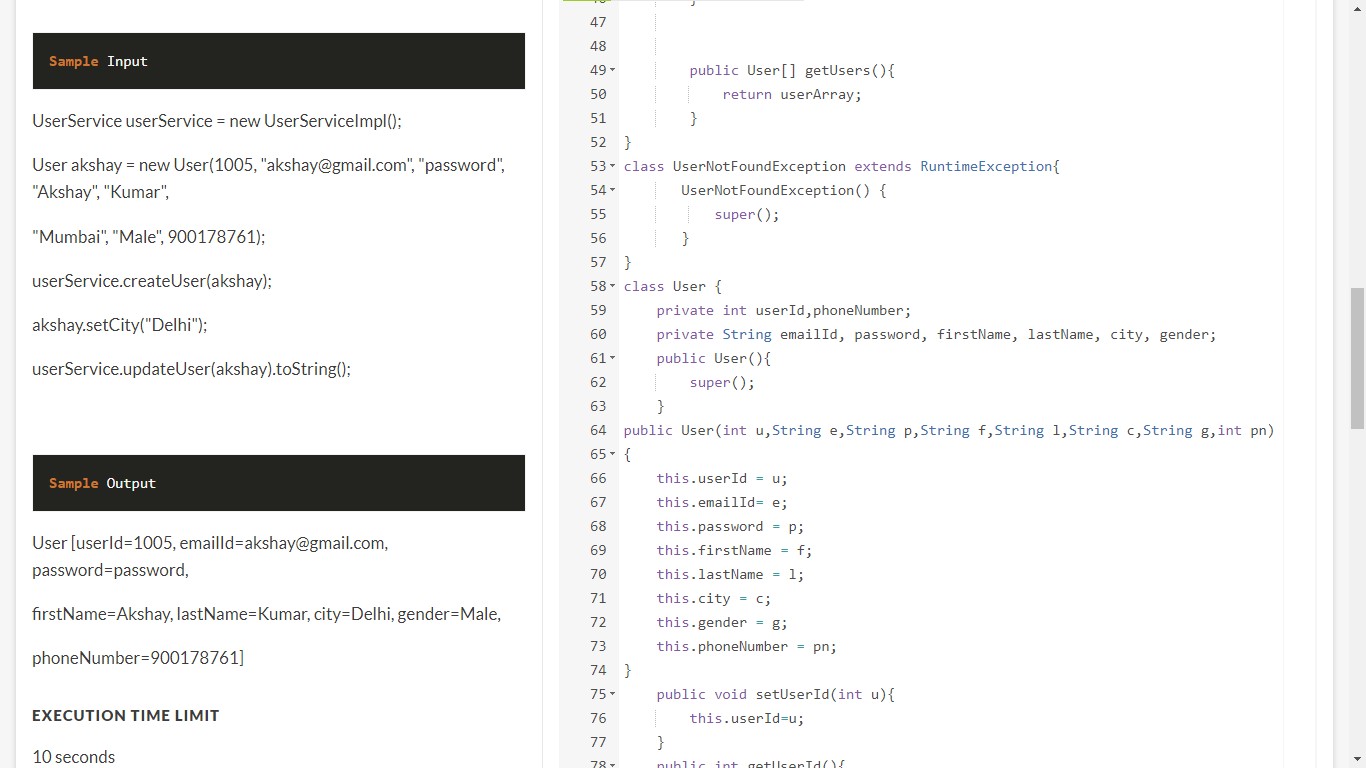 Sample Input
UserService userService = new UserServiceImpl();
User akshay = new User(1005, "akshay@gmail.com", "password",
"Akshay", "Kumar",
"Mumbai", "Male", 900178761);
userService.createUser(akshay);
akshay.setCity("Delhi");
userService.updateUser(akshay).toString();
Sample Output
User [userId=1005, emailId=akshay@gmail.com,
password=password,
firstName=Akshay, lastName=Kumar, city=Delhi, gender=Male,
phoneNumber=900178761]
EXECUTION TIME LIMIT
10 seconds
46 }
47
48
49 public User[] getUsers(){
50 return userArray;
51 }
52 }
53 class UserNotFoundException extends RuntimeException{
54 UserNotFoundException() {
55 super();
56 }
57 }
58 class User {
59 private int userId,phoneNumber;
60 private String emailId, password, firstName, lastName, city, gender;
61 public User(){
62 super();
63 }
64 public User(int u,String e,String p,String f,String l,String c,String g,int pn)
65 {
66 this.userId = u;
67 this.emailId= e;
68 this.password = p;
69 this.firstName = f;
70 this.lastName = l;
71 this.city = c;
72 this.gender = g;
73 this.phoneNumber = pn;
74 }
75 public void setUserId(int u){
76 this.userId=u;
77 }
78 public int getUserId(){